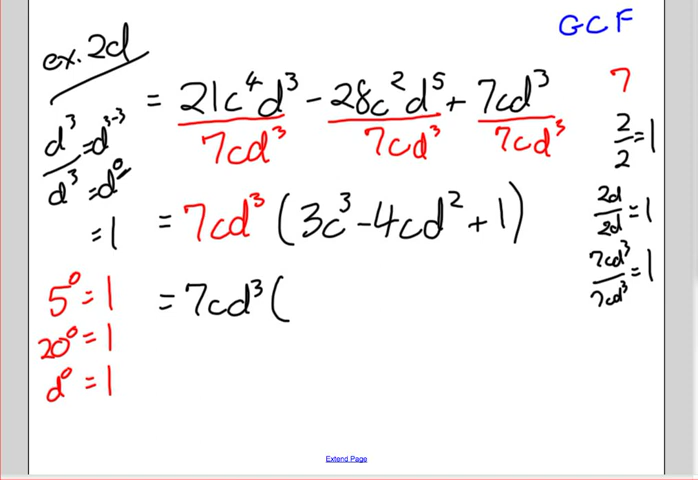 GCF
ex. 2d
= 21c⁴d³ - 28c²d⁵ + 7cd³
7cd³ 7cd³ 7cd³
7
2/2 = 1
d³/d³ = d³⁻³
= d⁰
= 1
2d/2d = 1
= 7cd³ (3c³ - 4cd² + 1)
7cd³/7cd³ = 1
= 7cd³ (
5⁰ = 1
20⁰ = 1
d⁰ = 1
Extend Page